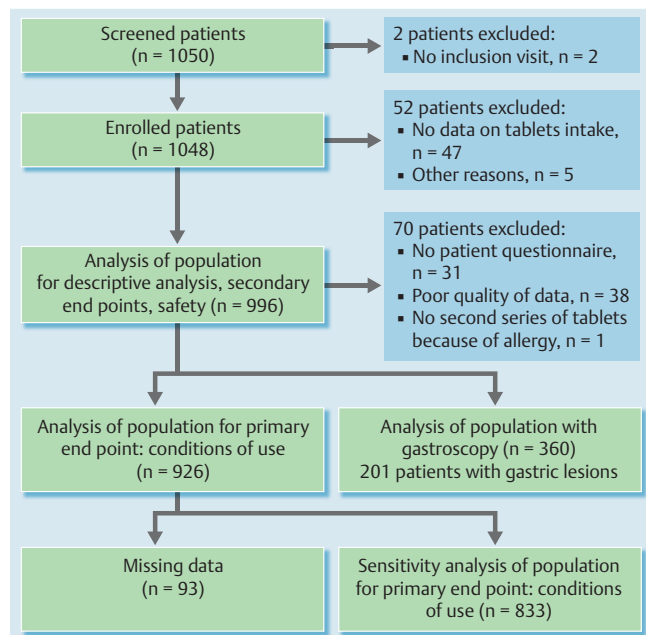 Screened patients
(n = 1050)
2 patients excluded:
▪ No inclusion visit, n = 2
Enrolled patients
(n = 1048)
52 patients excluded:
▪ No data on tablets intake,
n = 47
▪ Other reasons, n = 5
Analysis of population
for descriptive analysis, secondary
end points, safety (n = 996)
70 patients excluded:
▪ No patient questionnaire,
n = 31
▪ Poor quality of data, n = 38
▪ No second series of tablets
because of allergy, n = 1
Analysis of population for primary
end point: conditions of use
(n = 926)
Analysis of population with
gastroscopy (n = 360)
201 patients with gastric lesions
Missing data
(n = 93)
Sensitivity analysis of population
for primary end point: conditions
of use (n = 833)